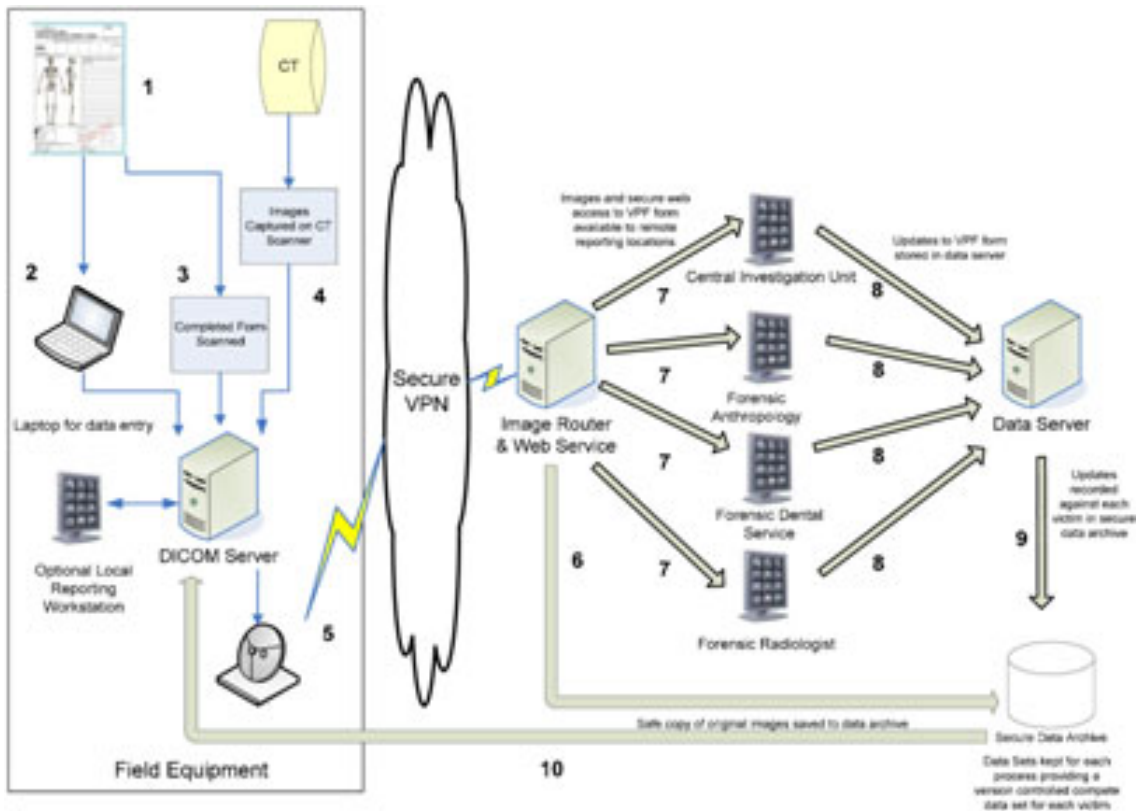 1
CT
Images
Captured on CT
Scanner
2
3
4
Completed Form
Scanned
Laptop for data entry
DICOM Server
Optional Local
Reporting
Workstation
5
Field Equipment
Secure
VPN
Images and secure web
access to VPF form
available to remote
reporting locations
7
Central Investigation Unit
8
Updates to VPF form
stored in data server
Image Router
& Web Service
7
Forensic
Anthropology
8
Data Server
7
Forensic Dental
Service
8
6
7
Forensic Radiologist
8
9
Updates
recorded
against each
victim in secure
data archive
Safe copy of original images saved to data archive
Secure Data Archive
10
Data Sets kept for each
process providing a
version controlled compete
data set for each victim